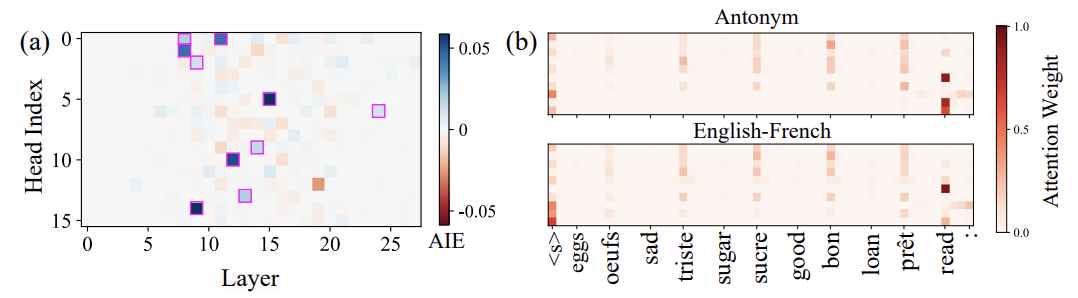 (a)
0
5
10
15
Head Index
0
5
10
15
20
25
Layer
0.05
0
-0.05
AIE
(b)
Antonym
English-French
<s>
eggs
oeufs
sad
triste
sugar
sucre
good
bon
loan
prêt
read
::
1.0
0.5
0.0
Attention Weight